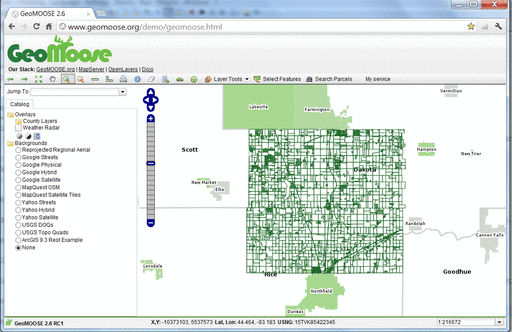 GeoMOOSE 2.6
www.geomoose.org/demo/geomoose.html
GeoMoose
Our Stack: GeoMOOSE.org | MapServer | OpenLayers | Dojo
Layer Tools Select Features Search Parcels My service
Jump To:
Catalog
Overlays
County Layers
Weather Radar
Backgrounds
Reprojected Regional Aerial
Google Streets
Google Physical
Google Hybrid
Google Satellite
MapQuest OSM
MapQuest Satellite Tiles
Yahoo Streets
Yahoo Hybrid
Yahoo Satellite
USGS DOQs
USGS Topo Quads
ArcGIS 9.3 Rest Example
None
Lakeville
Farmington
Vermillion
Scott
Dakota
Hampton
New Trier
New Market
Elko
Randolph
Cannon Falls
Lonsdale
Rice
Goodhue
Northfield
Dundas
GeoMOOSE 2.6 RC1
X,Y: -10373103, 5537573 Lat, Lon: 44.464, -93.183 USNG: 15TVK85422345
1:216672